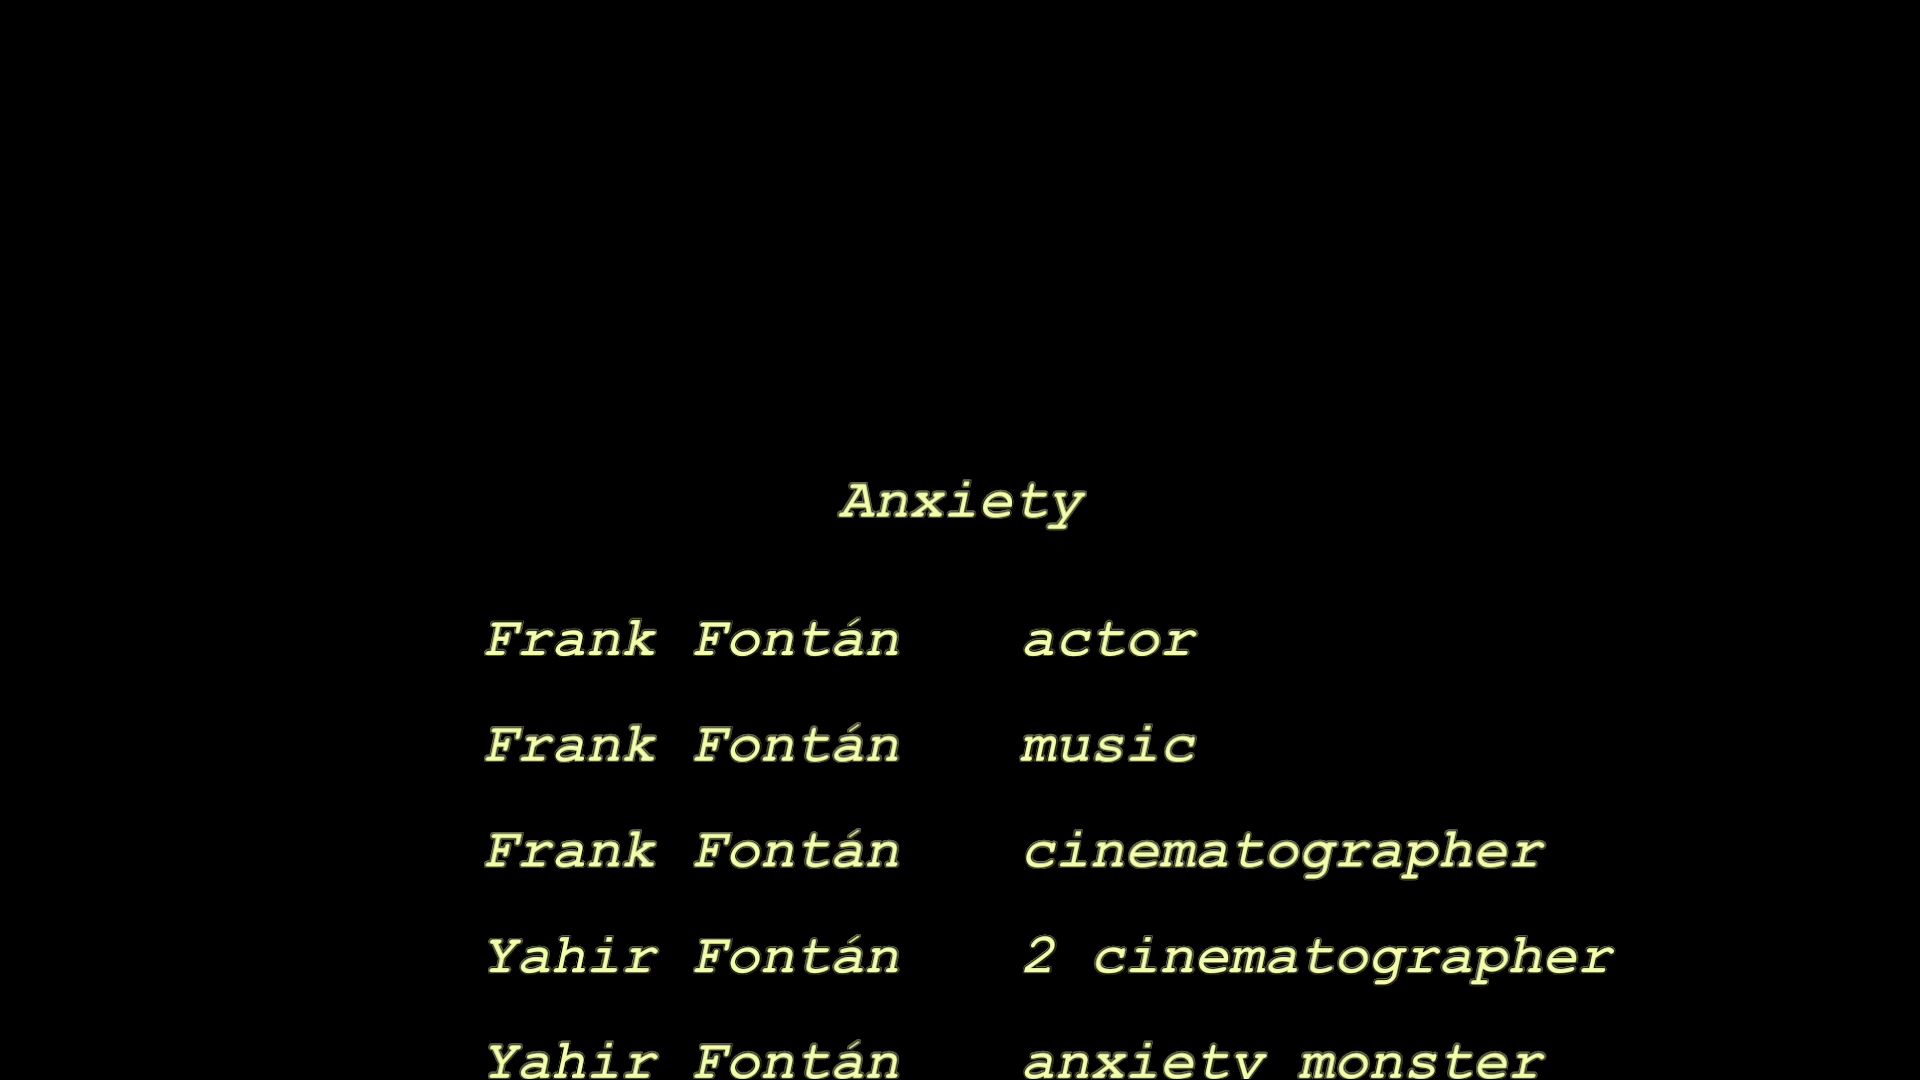 Anxiety
Frank Fontán actor
Frank Fontán music
Frank Fontán cinematographer
Yahir Fontán 2 cinematographer
Yahir Fontán anxiety monster